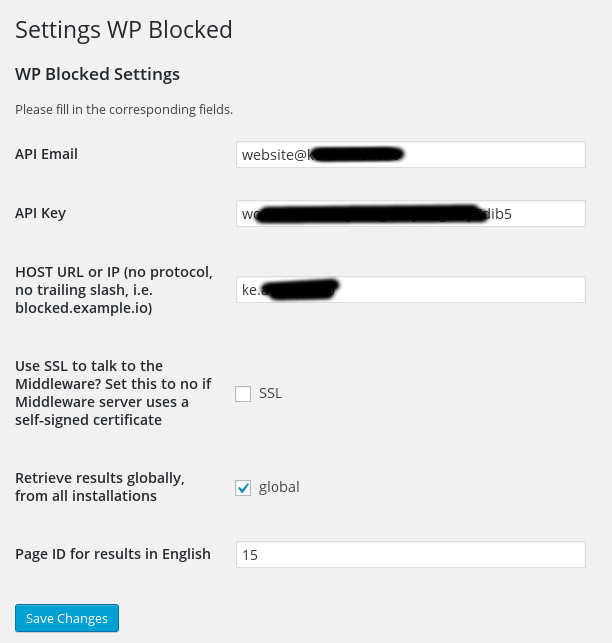 Settings WP Blocked
WP Blocked Settings
Please fill in the corresponding fields.
API Email
website@
API Key
dib5
HOST URL or IP (no protocol,
no trailing slash, i.e.
blocked.example.io)
ke.
Use SSL to talk to the
Middleware? Set this to no if
Middleware server uses a
self-signed certificate
SSL
Retrieve results globally,
from all installations
global
Page ID for results in English
15
Save Changes